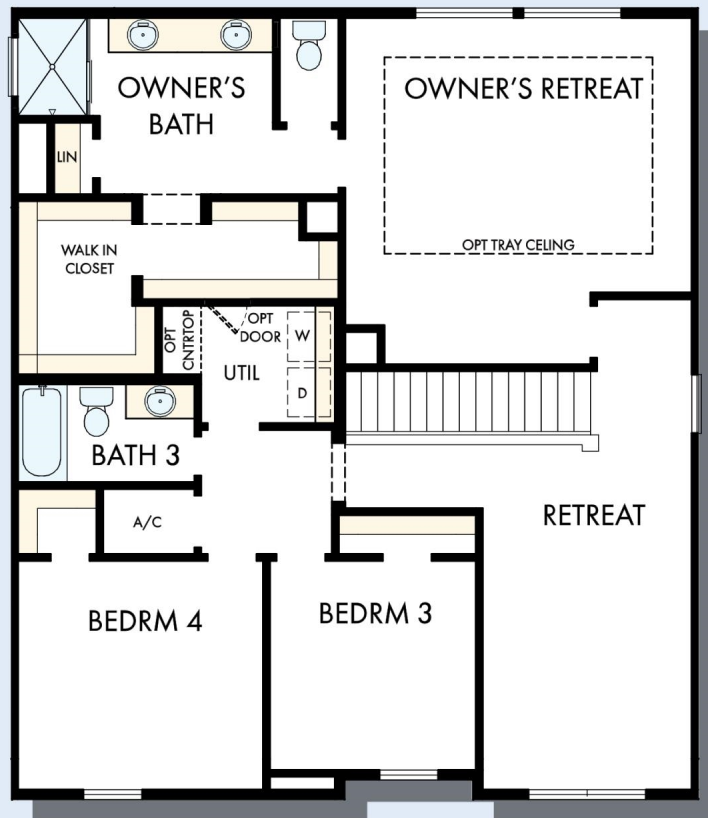 OWNER'S
BATH
OWNER'S RETREAT
LIN
OPT TRAY CELING
WALK IN
CLOSET
OPT
CNTRTOP
OPT
DOOR
W
UTIL
D
BATH 3
A/C
RETREAT
BEDRM 4
BEDRM 3